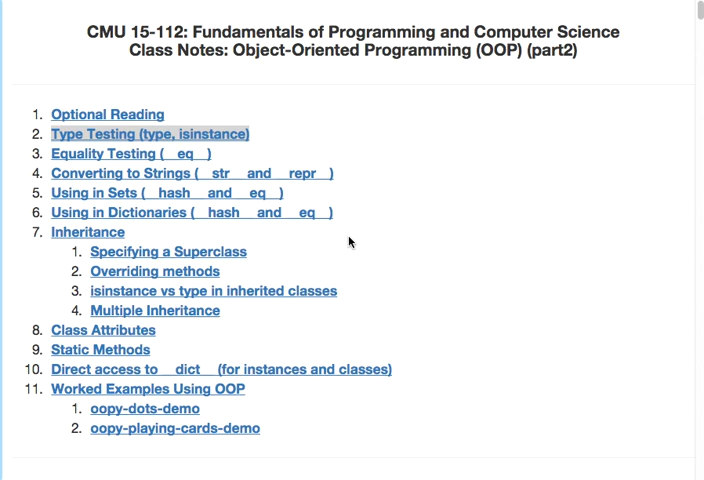 CMU 15-112: Fundamentals of Programming and Computer Science
Class Notes: Object-Oriented Programming (OOP) (part2)
1. Optional Reading
2. Type Testing (type, isinstance)
3. Equality Testing (__eq__)
4. Converting to Strings (__str__ and __repr__)
5. Using in Sets (__hash__ and __eq__)
6. Using in Dictionaries (__hash__ and __eq__)
7. Inheritance
1. Specifying a Superclass
2. Overriding methods
3. isinstance vs type in inherited classes
4. Multiple Inheritance
8. Class Attributes
9. Static Methods
10. Direct access to __dict__ (for instances and classes)
11. Worked Examples Using OOP
1. oopy-dots-demo
2. oopy-playing-cards-demo